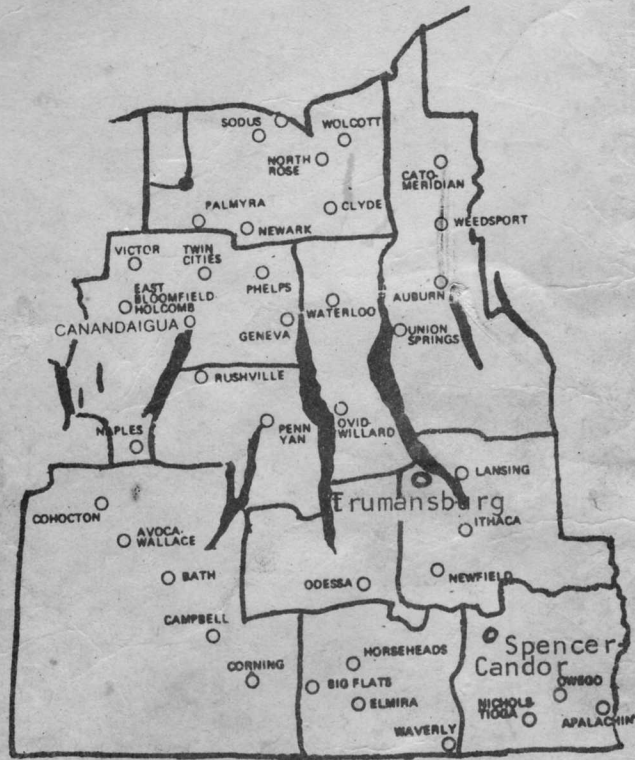 SODUS
WOLCOTT
NORTH
ROSE
CATO-
MERIDIAN
PALMYRA
CLYDE
NEWARK
WEEDSPORT
VICTOR
TWIN
CITIES
PHELPS
EAST
BLOOMFIELD-
HOLCOMB
AUBURN
WATERLOO
CANANDAIGUA
GENEVA
UNION
SPRINGS
RUSHVILLE
NAPLES
PENN
YAN
OVID-
WILLARD
LANSING
Trumansburg
COHOCTON
ITHACA
AVOCA-
WALLACE
BATH
ODESSA
NEWFIELD
CAMPBELL
HORSEHEADS
Spencer-
Candor
CORNING
BIG FLATS
ELMIRA
OWEGO
NICHOLS
TIOGA
APALACHIN
WAVERLY